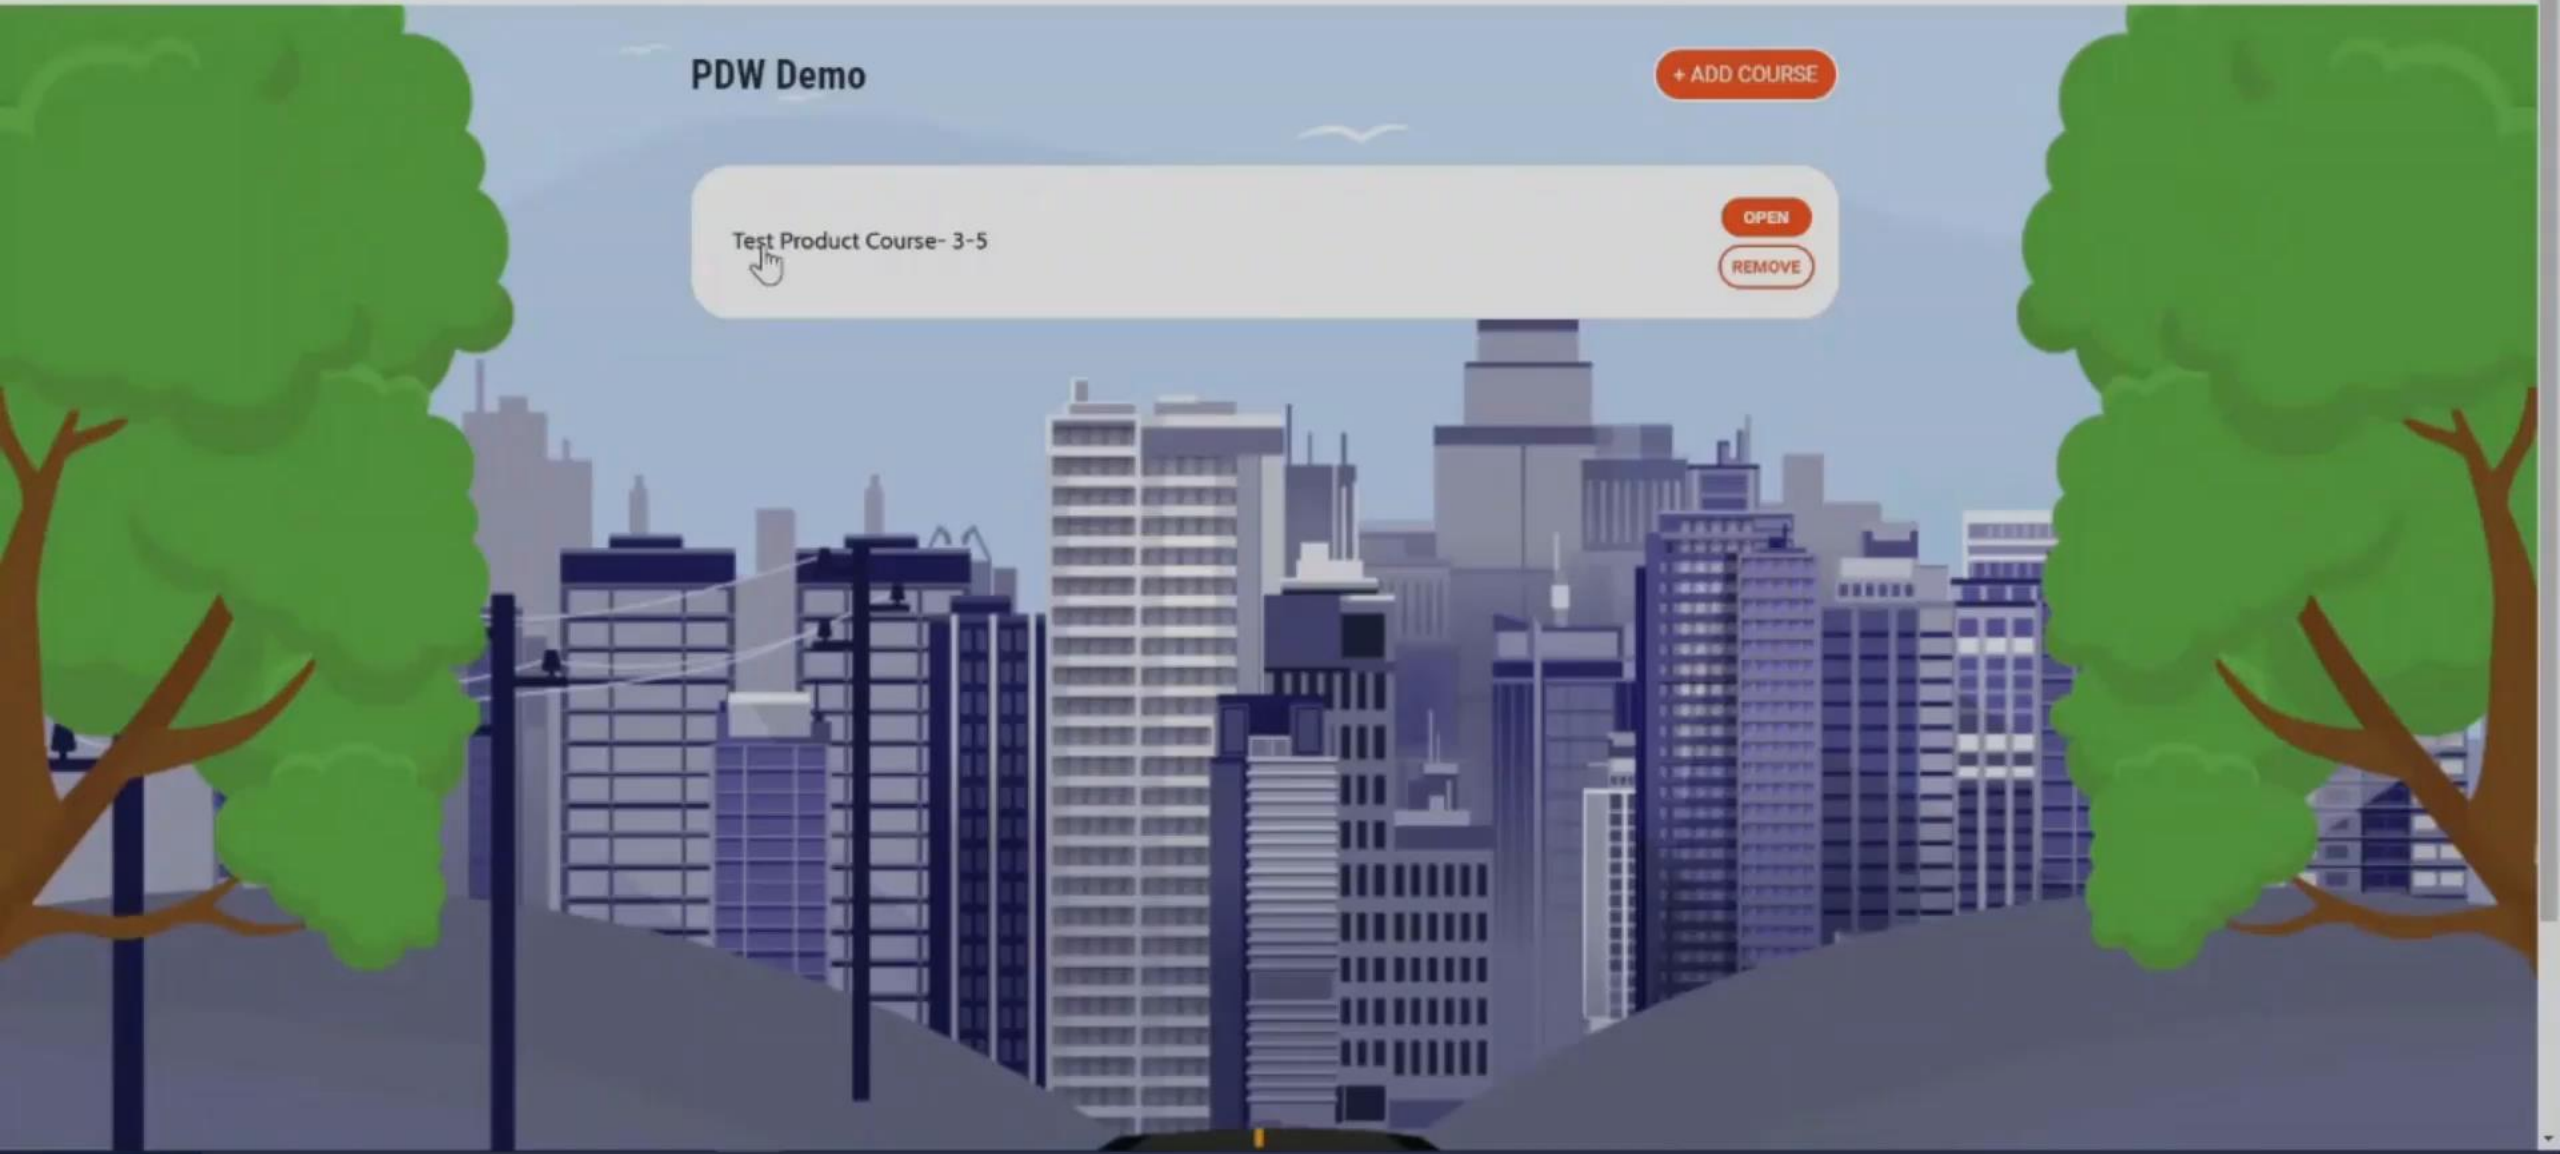 PDW Demo
+ ADD COURSE
Test Product Course- 3-5
OPEN
REMOVE